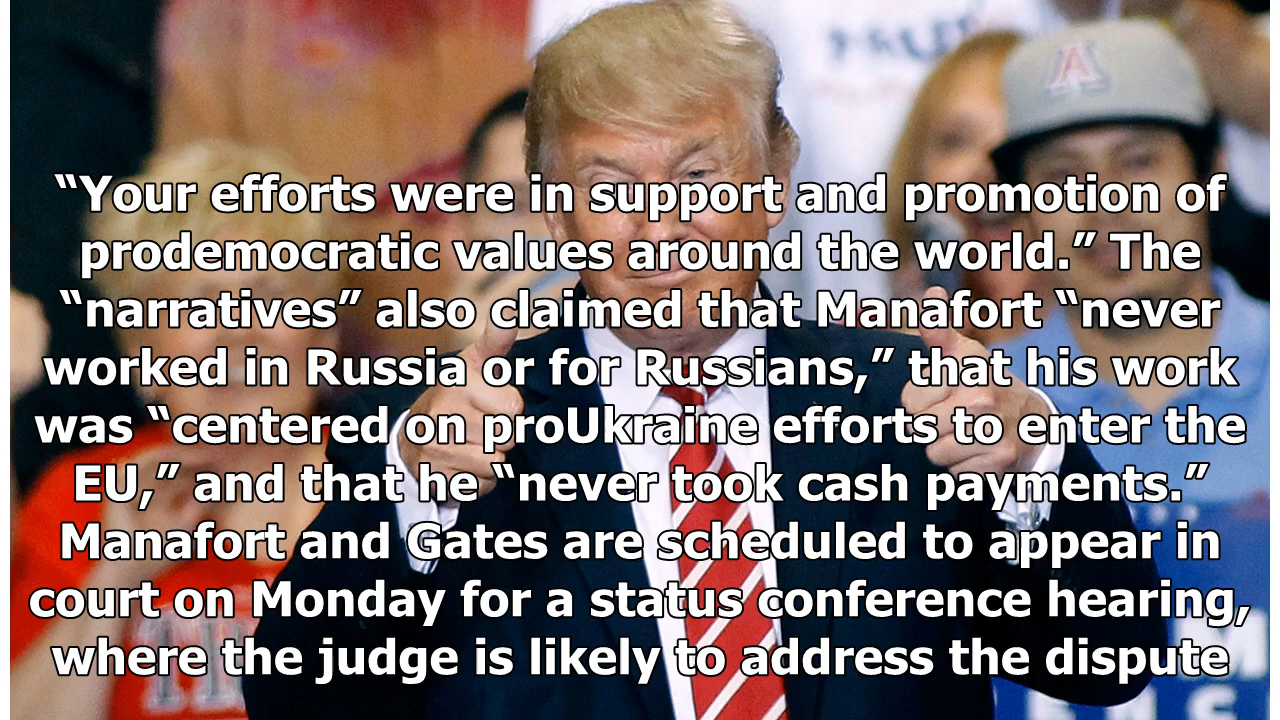 “Your efforts were in support and promotion of
prodemocratic values around the world.” The
“narratives” also claimed that Manafort “never
worked in Russia or for Russians,” that his work
was “centered on proUkraine efforts to enter the
EU,” and that he “never took cash payments.”
Manafort and Gates are scheduled to appear in
court on Monday for a status conference hearing,
where the judge is likely to address the dispute
A